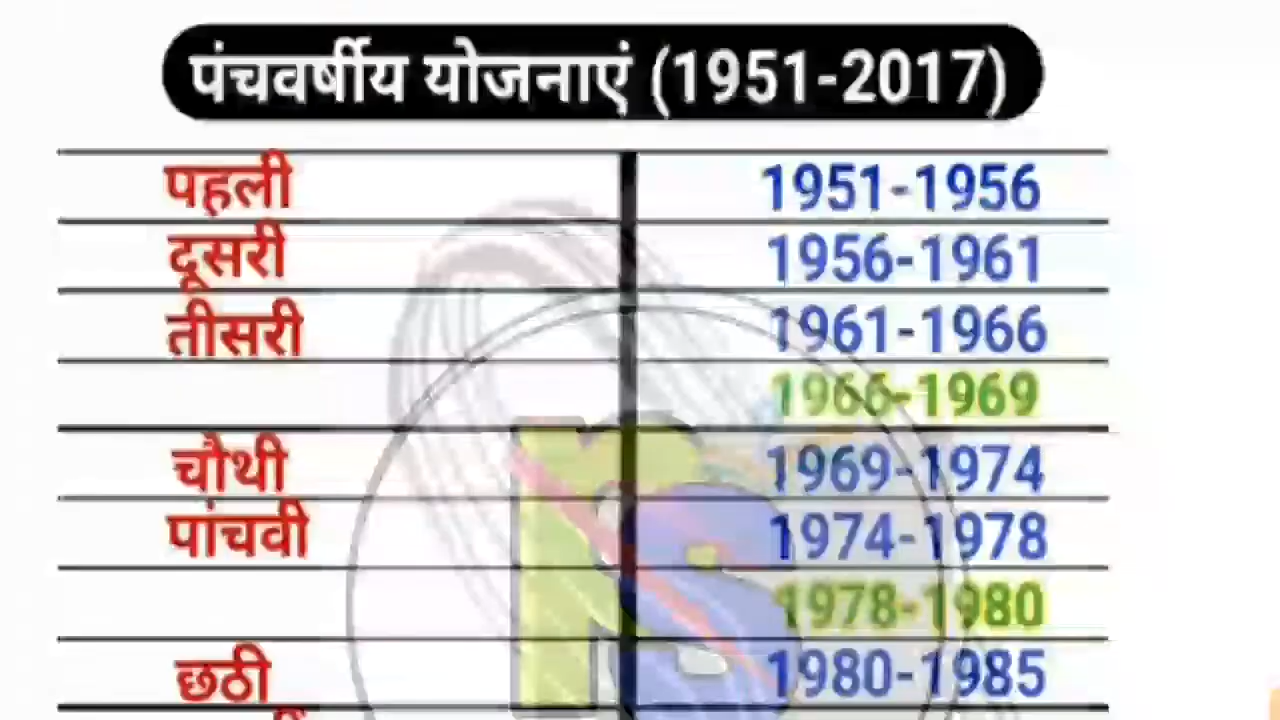 पंचवर्षीय योजनाएं (1951-2017)
पहली 1951-1956
दूसरी 1956-1961
तीसरी 1961-1966
1966-1969
चौथी 1969-1974
पांचवी 1974-1978
1978-1980
छठी 1980-1985